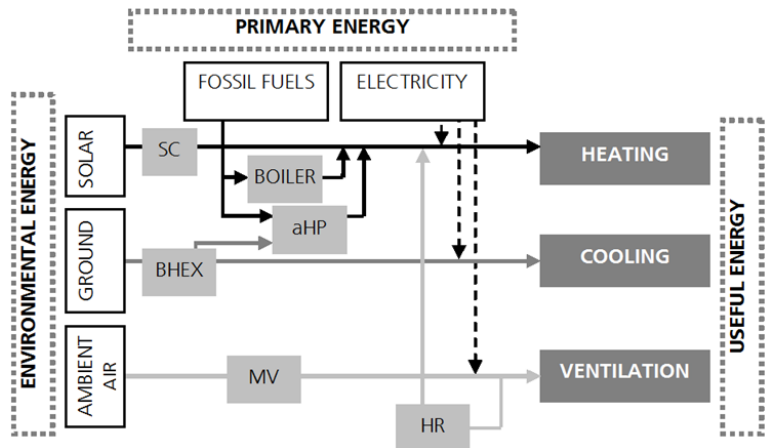 PRIMARY ENERGY
FOSSIL FUELS
ELECTRICITY
ENVIRONMENTAL ENERGY
SOLAR
SC
HEATING
BOILER
aHP
GROUND
BHEX
COOLING
USEFUL ENERGY
AMBIENT
AIR
MV
VENTILATION
HR